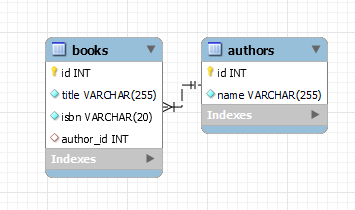 books
id INT
title VARCHAR(255)
isbn VARCHAR(20)
author_id INT
Indexes
authors
id INT
name VARCHAR(255)
Indexes